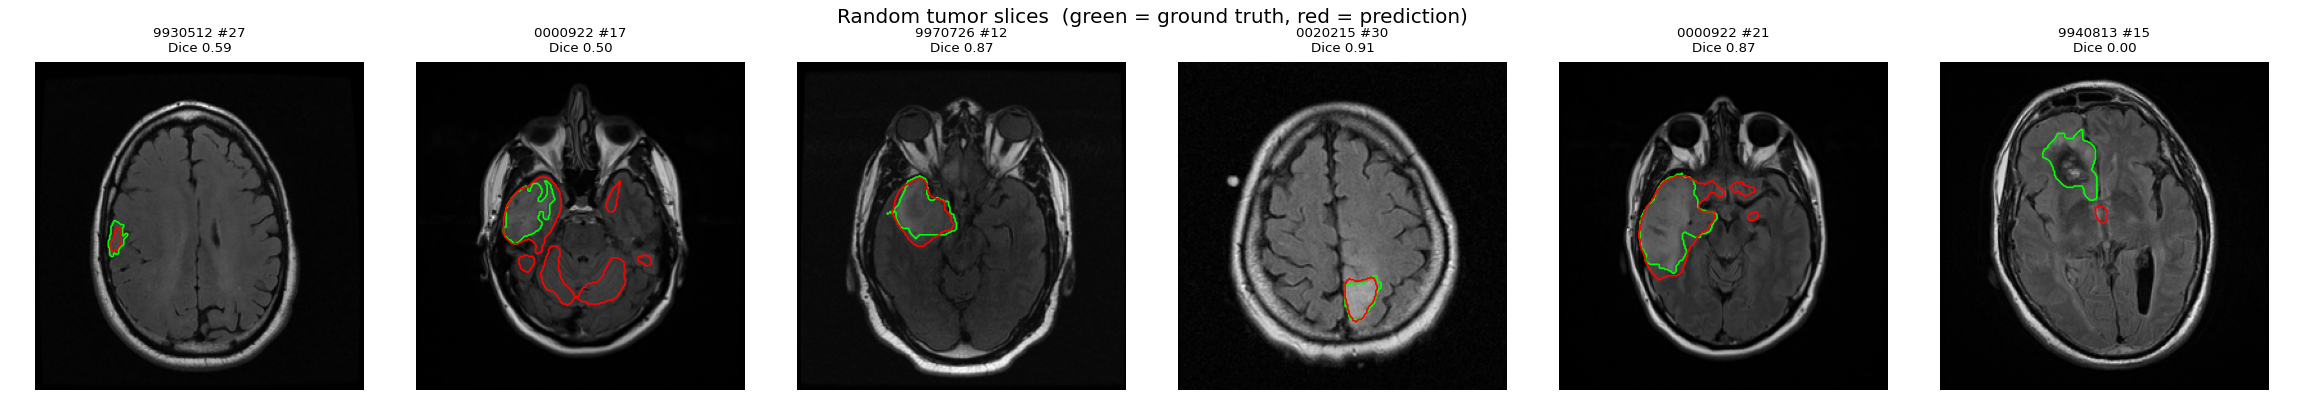 Random tumor slices  (green = ground truth, red = prediction)
9930512 #27
Dice 0.59
0000922 #17
Dice 0.50
9970726 #12
Dice 0.87
0020215 #30
Dice 0.91
0000922 #21
Dice 0.87
9940813 #15
Dice 0.00